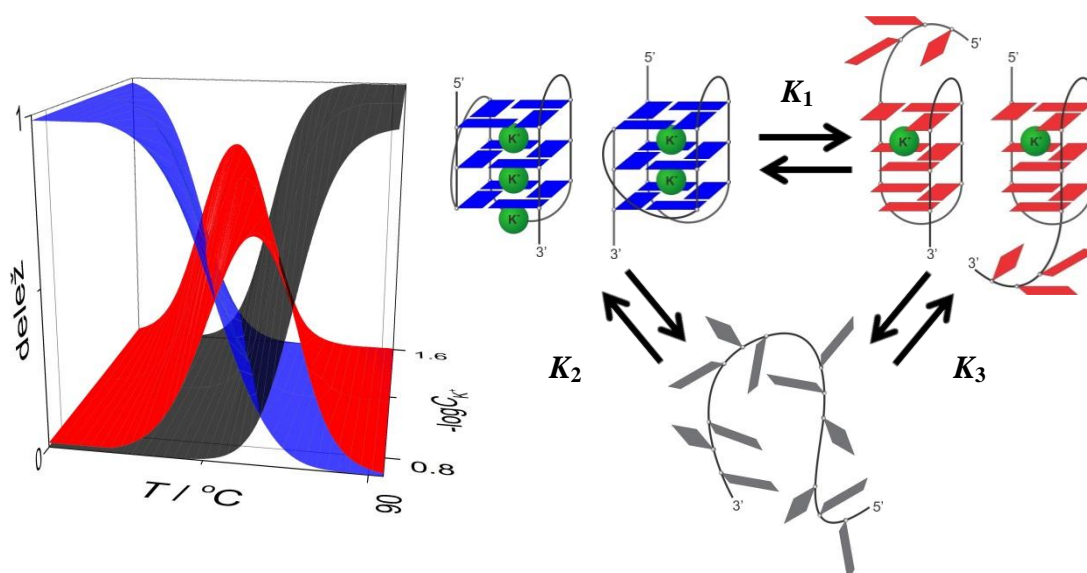 1
delež
0
T / °C
90
0.8
1.6
-logC_K⁺
5'
K⁺
K⁺
K⁺
3'
5'
K⁺
K⁺
3'
K₁
5'
K⁺
3'
5'
K⁺
3'
K₂
K₃
3'
5'